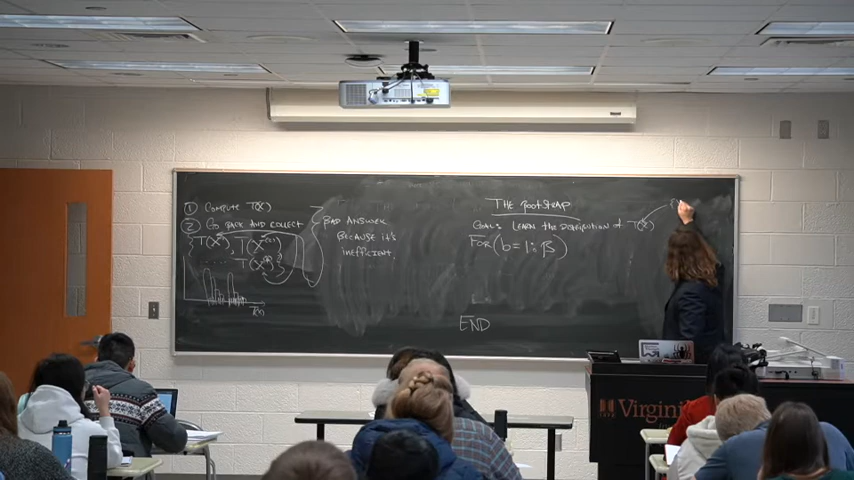 ① COMPUTE T(X)
② GO BACK AND COLLECT
BAD ANSWER
BECAUSE IT'S
INEFFICIENT.
T(X)
THE BOOTSTRAP
GOAL: LEARN THE DISTRIBUTION OF T(X)
FOR (b = 1 : B)
END
Virgini